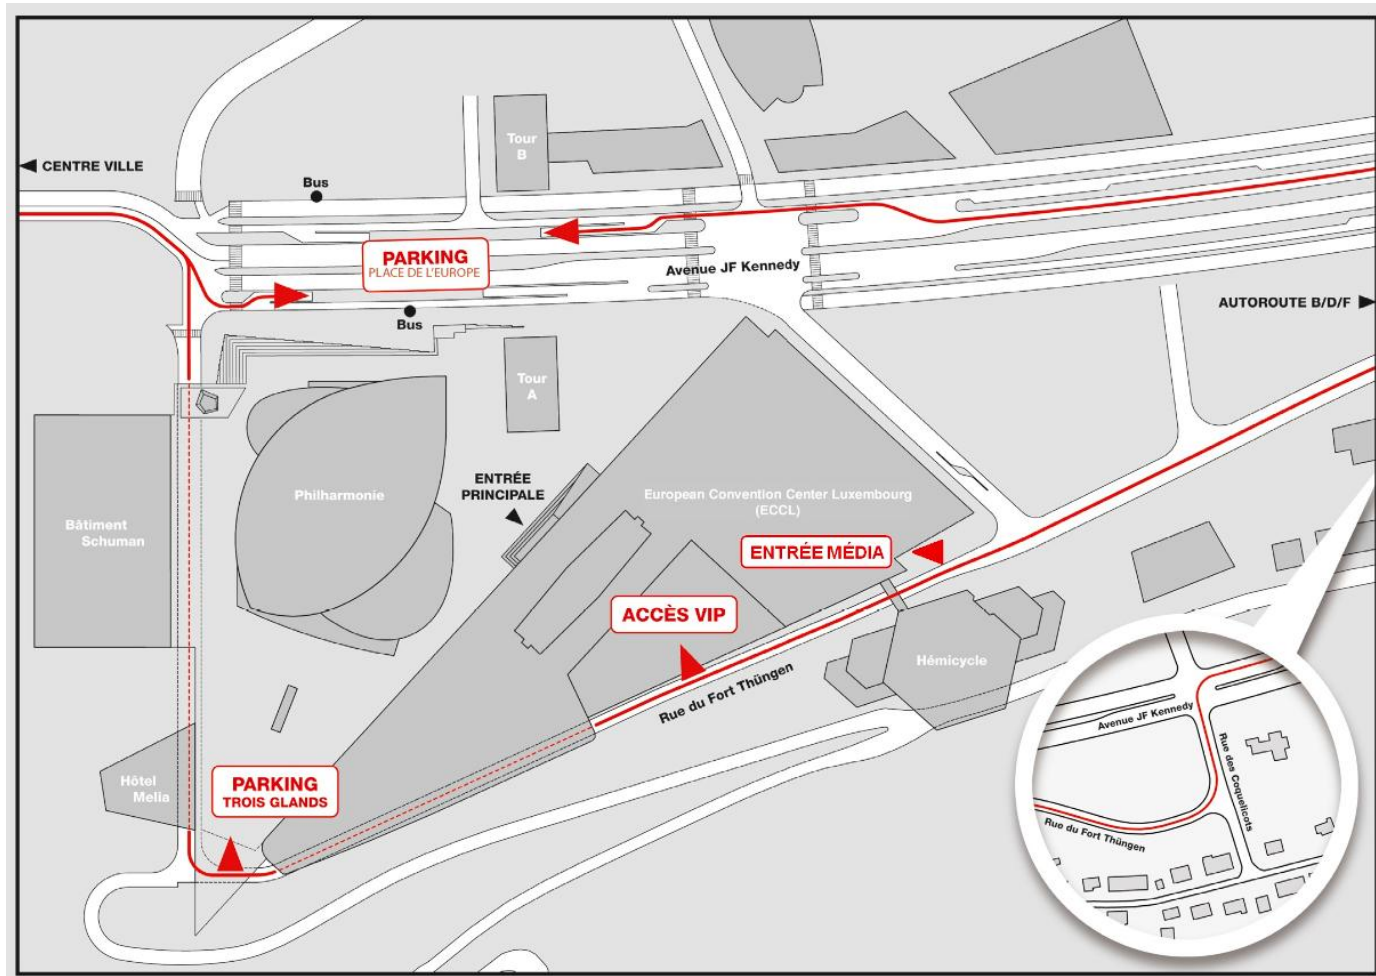 Tour
B
CENTRE VILLE
Bus
PARKING
PLACE DE L'EUROPE
Avenue JF Kennedy
AUTOROUTE B/D/F
Bus
Tour
A
ENTRÉE
PRINCIPALE
Philharmonie
European Convention Center Luxembourg
(ECCL)
Bâtiment
Schuman
ENTRÉE MÉDIA
ACCÈS VIP
Hémicycle
Rue du Fort Thüngen
Hôtel
Melia
PARKING
TROIS GLANDS
Avenue JF Kennedy
Rue des Coquelicots
Rue du Fort Thüngen